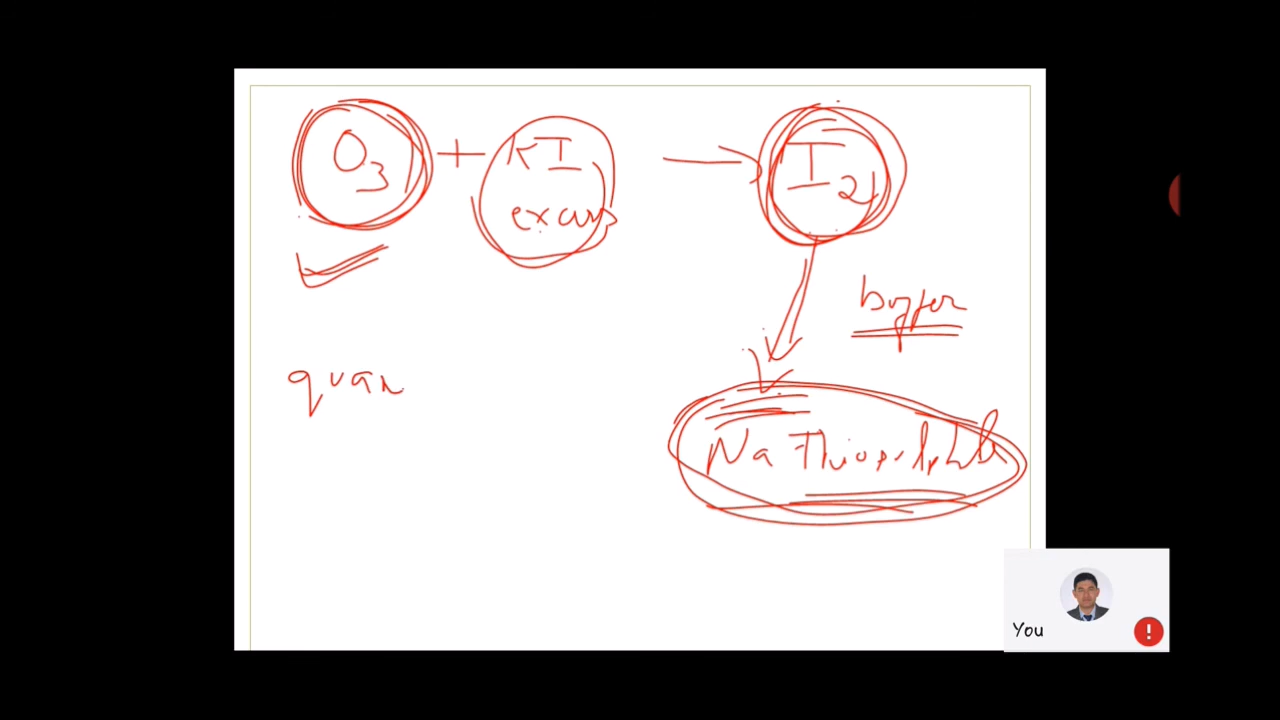 O3 + KI → I2
excess
buffer
quan
Na Thiosulphate
You